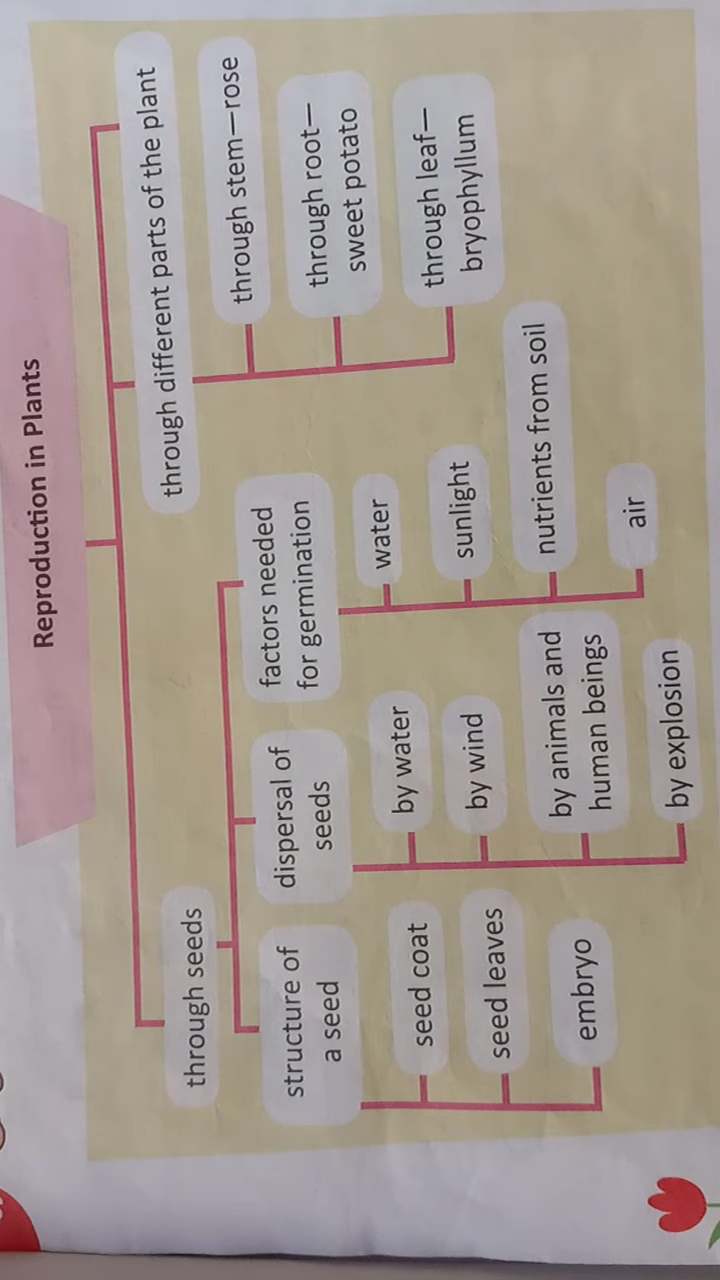 Reproduction in Plants
through seeds
structure of
a seed
seed coat
seed leaves
embryo
dispersal of
seeds
by water
by wind
by animals and
human beings
by explosion
factors needed
for germination
water
sunlight
nutrients from soil
air
through different parts of the plant
through stem—rose
through root—
sweet potato
through leaf—
bryophyllum